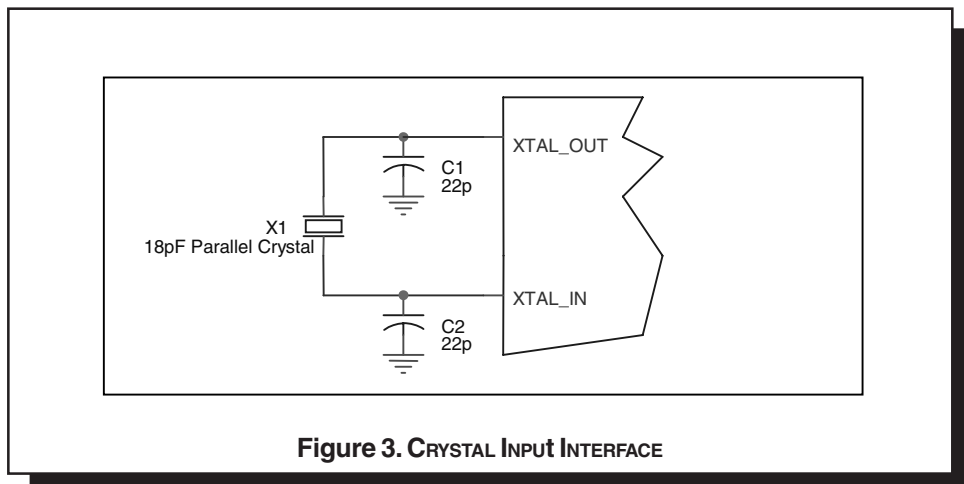 XTAL_OUT
C1
22p
X1
18pF Parallel Crystal
XTAL_IN
C2
22p
Figure 3. CRYSTAL INPUt INTERFACE